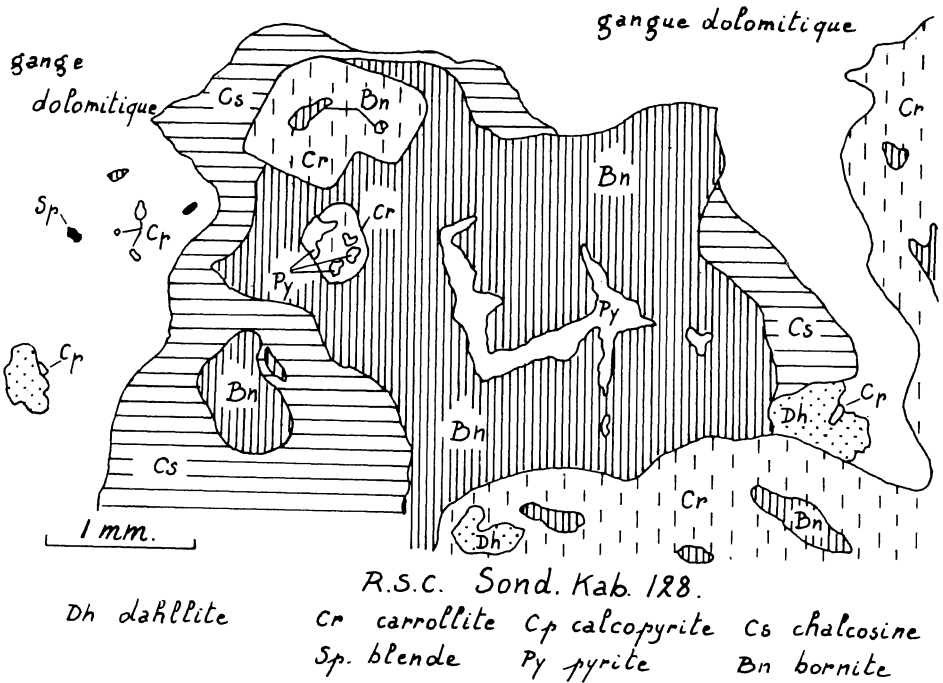 gangue dolomitique
gange
dolomitique
Cs
Bn
Cr
Cr
Bn
Sp
Cp
Cr
Py
Py
Cs
Cp
Bn
Cr
Dh
Bn
Cs
Cr
Bn
Dh
1 mm.
R.S.C. Sond. Kab. 128.
Dh dahllite
Cr carrollite Cp calcopyrite Cs chalcosine
Sp. blende Py pyrite Bn bornite